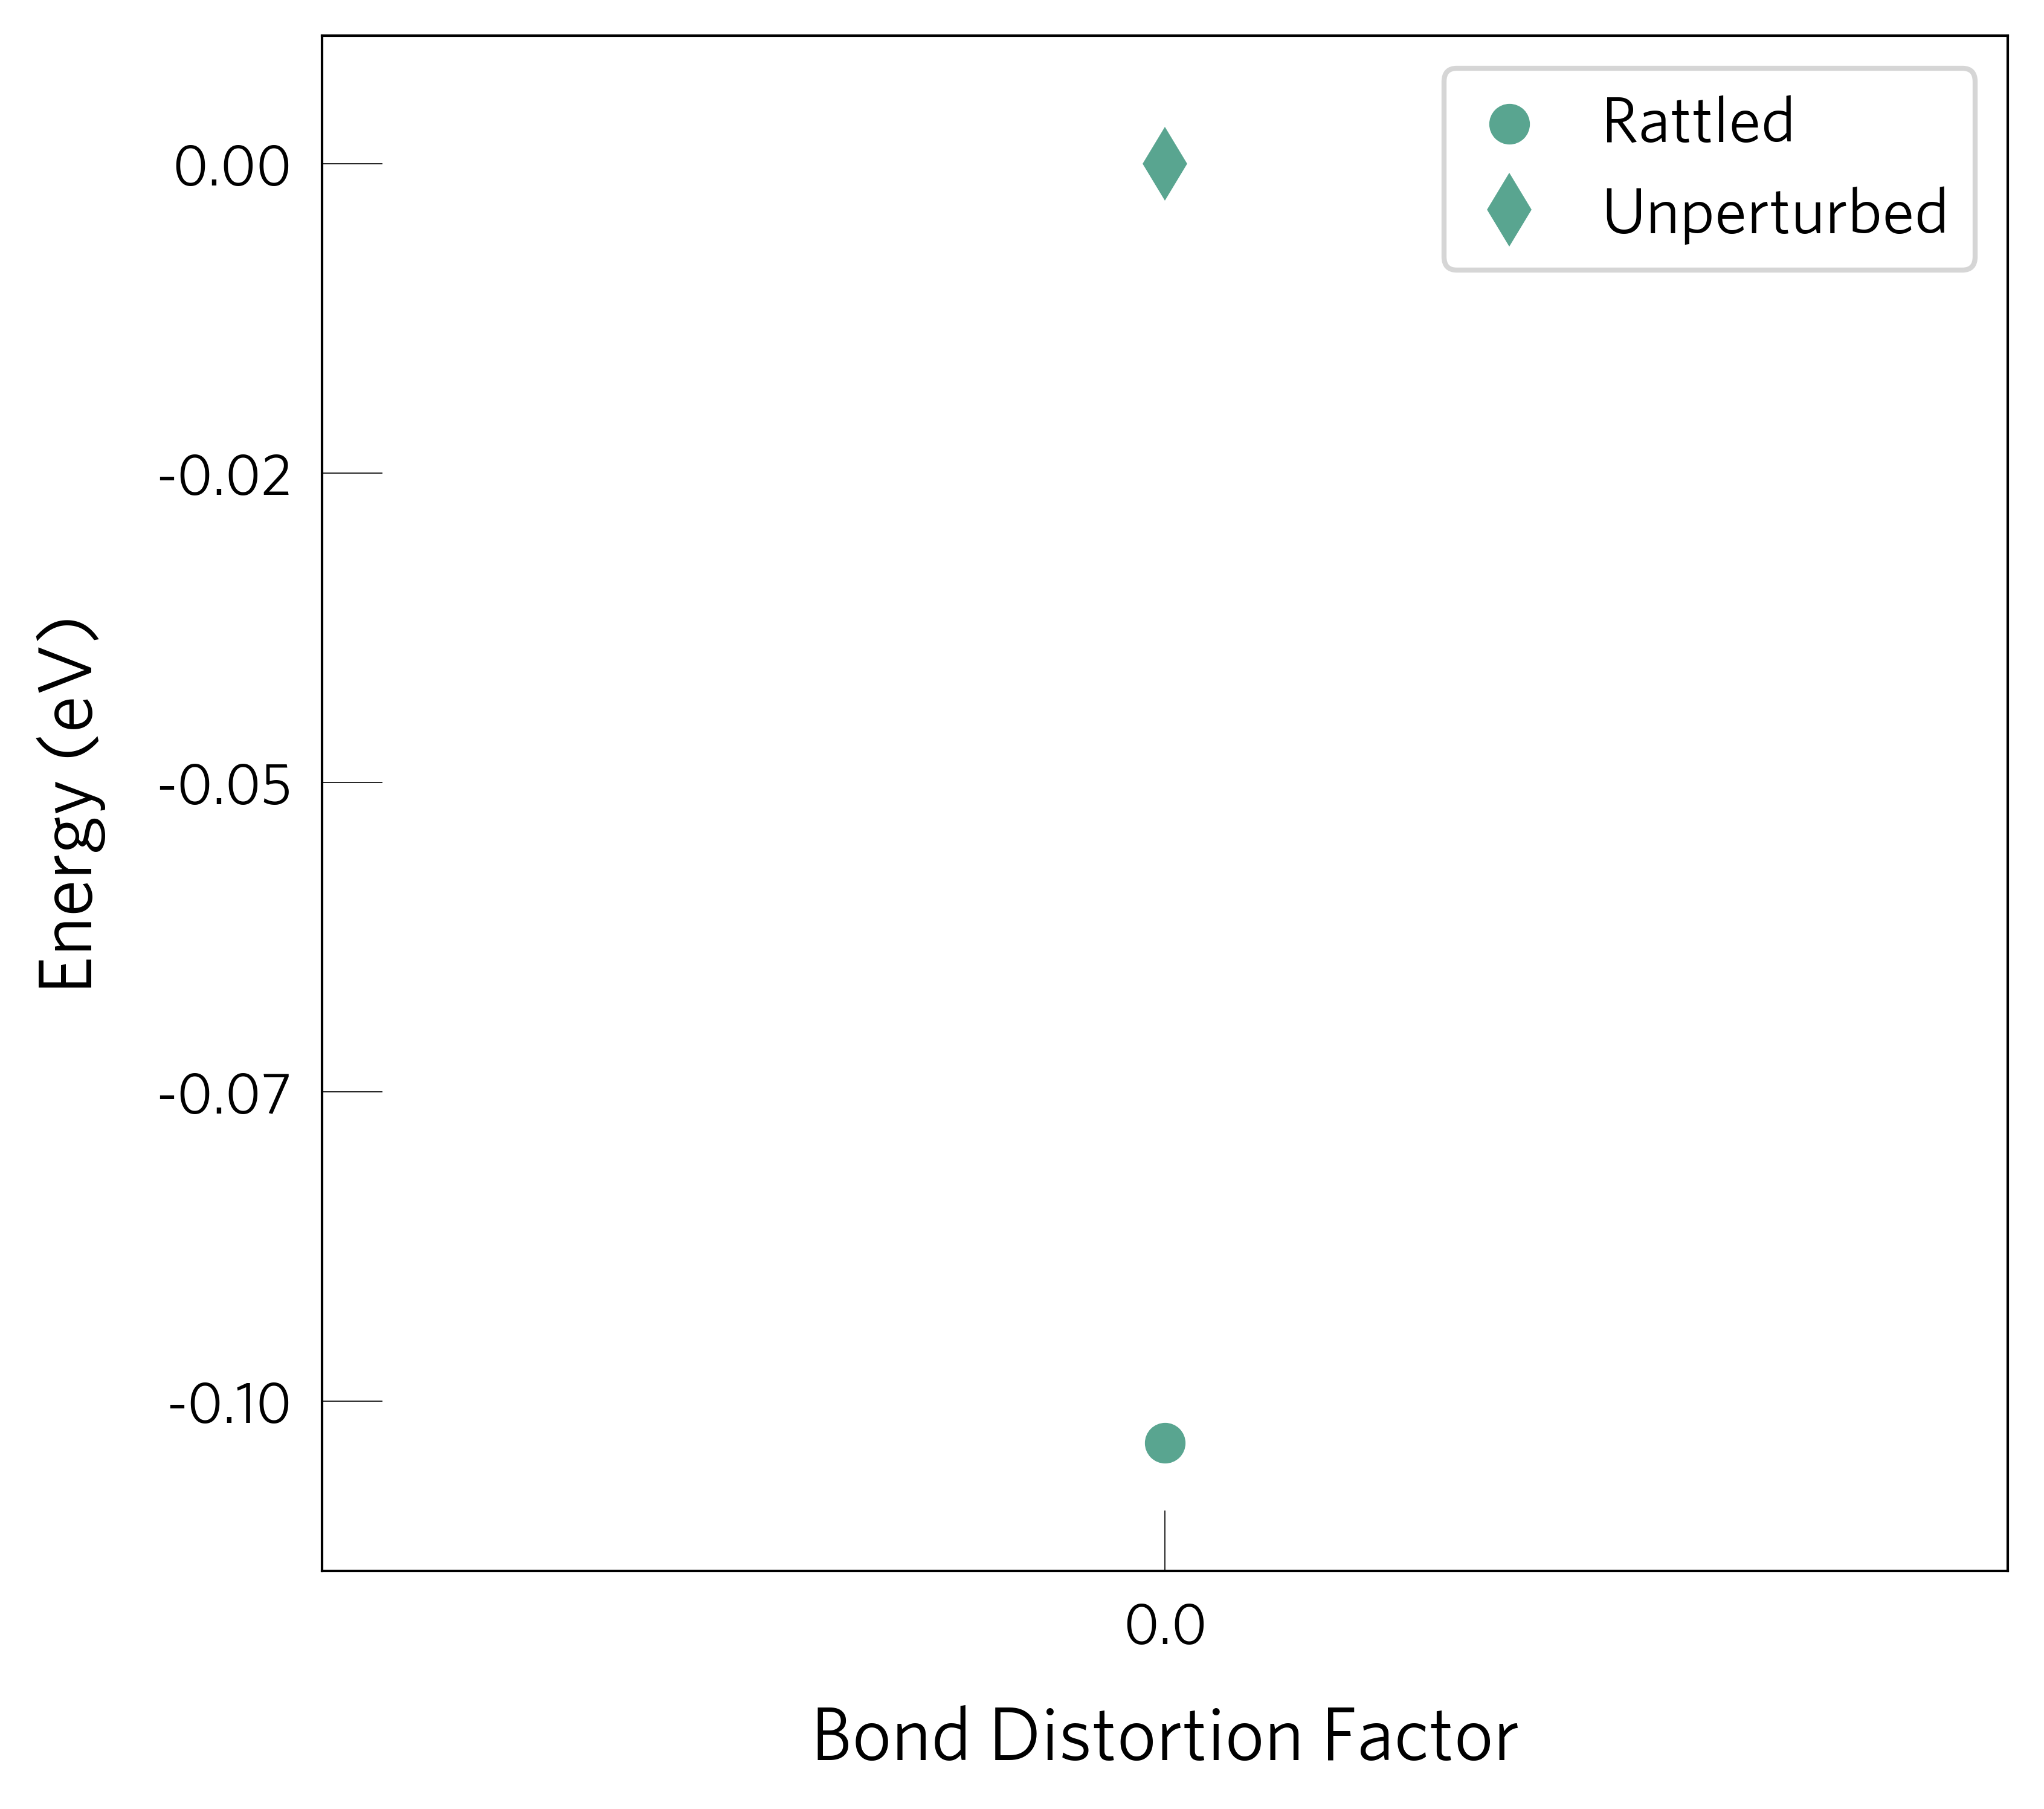 Rattled
Unperturbed
0.00
-0.02
-0.05
-0.07
-0.10
Energy (eV)
0.0
Bond Distortion Factor